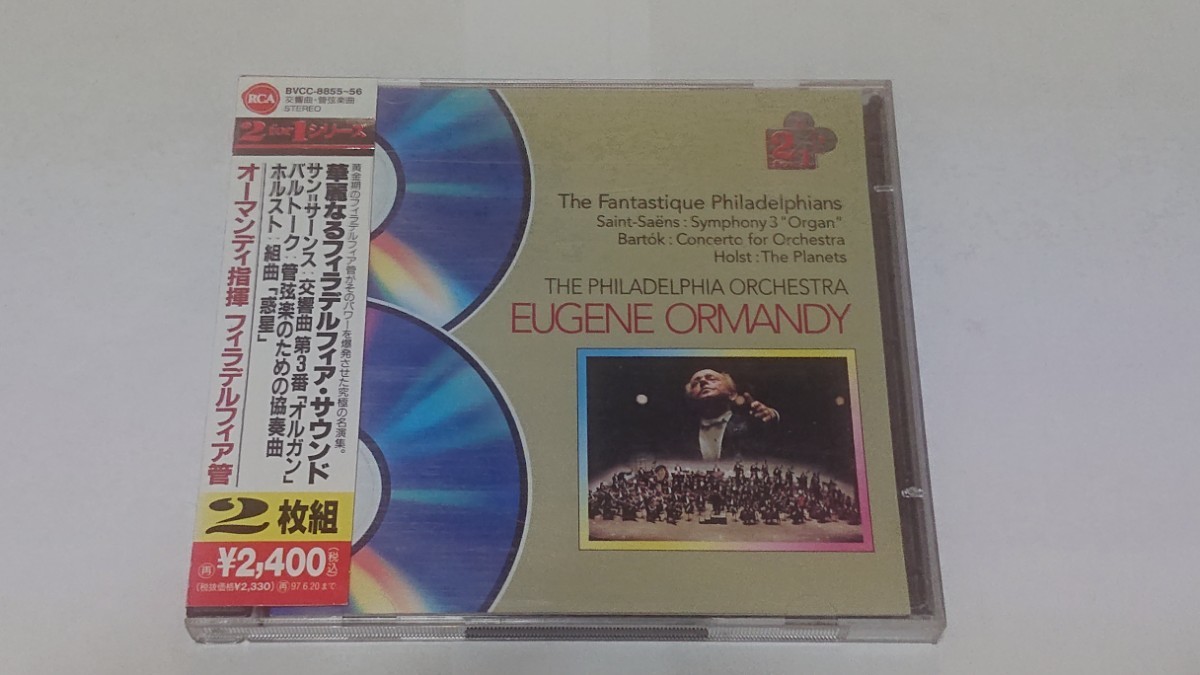 RCA
BVCC-8855~56
交響曲・管弦楽曲
STEREO
2 for 1 シリーズ
黄金期のフィラデルフィア管がそのパワーを爆発させた究極の名演集。
華麗なるフィラデルフィア・サウンド
サン=サーンス:交響曲 第3番「オルガン」
バルトーク:管弦楽のための協奏曲
ホルスト:組曲「惑星」
オーマンディ指揮 フィラデルフィア管
2枚組
再 ¥2,400(税込)
(税抜価格¥2,330) 再 97.6.20まで
The Fantastique Philadelphians
Saint-Saëns : Symphony 3 "Organ"
Bartók : Concerto for Orchestra
Holst : The Planets
THE PHILADELPHIA ORCHESTRA
EUGENE ORMANDY